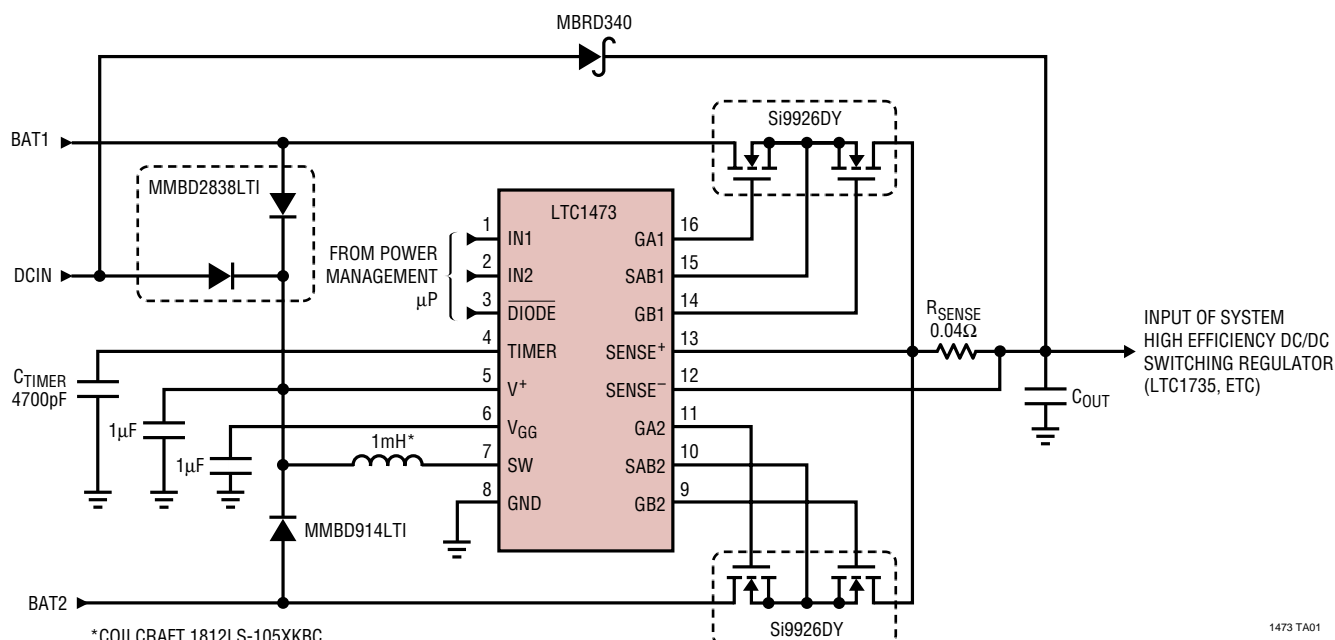 MBRD340
Si9926DY
BAT1
MMBD2838LTI
LTC1473
1
IN1
16
GA1
FROM POWER
MANAGEMENT
µP
2
IN2
15
SAB1
DCIN
3
DIODE
14
GB1
RSENSE
0.04Ω
4
TIMER
13
SENSE+
INPUT OF SYSTEM
HIGH EFFICIENCY DC/DC
SWITCHING REGULATOR
(LTC1735, ETC)
CTIMER
4700pF
5
V+
12
SENSE–
COUT
1µF
6
VGG
11
GA2
1µF
1mH*
7
SW
10
SAB2
8
GND
9
GB2
MMBD914LTI
BAT2
Si9926DY
*COILCRAFT 1812LS-105XKBC
1473 TA01